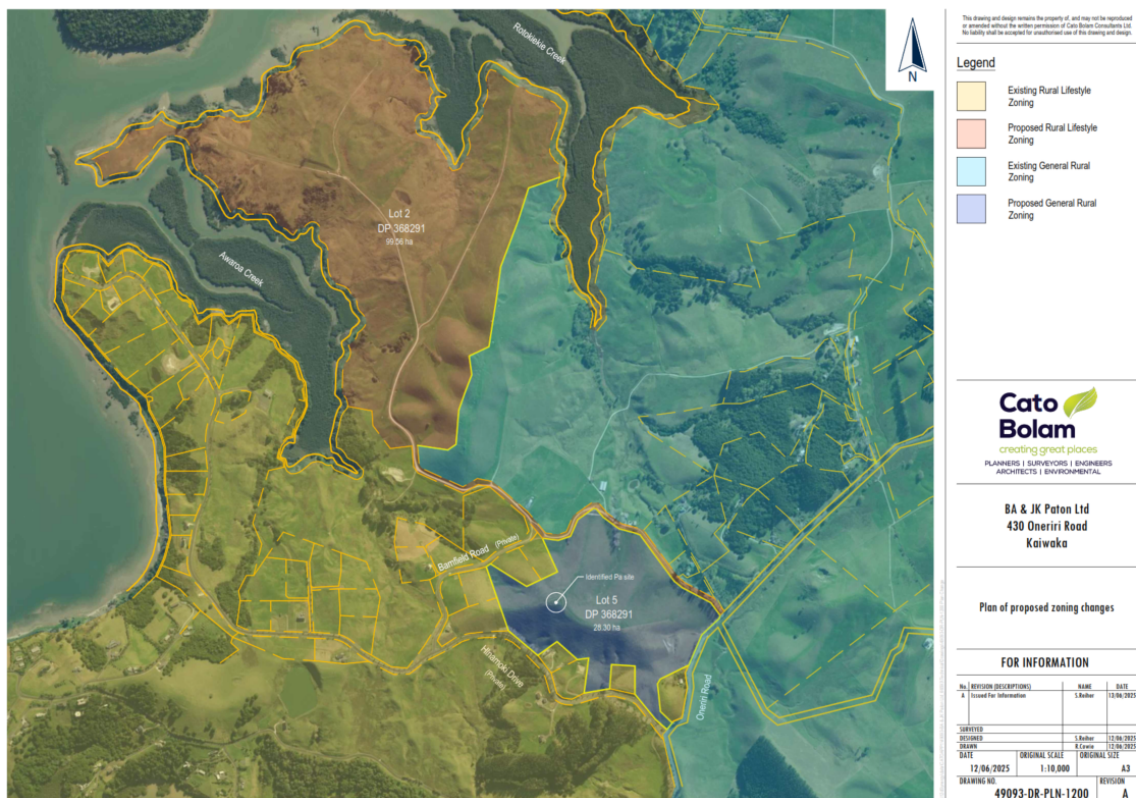 Rotokiekie Creek
N
Lot 2
DP 368291
99.08 ha
Awaroa Creek
Bamfield Road (Private)
Identified Pa site
Lot 5
DP 368291
28.30 ha
(Private)
Oneriri Road
This drawing and design remains the property of, and may not be reproduced
or amended without the written permission of Cato Bolam Consultants Ltd.
No liability shall be accepted for unauthorised use of this drawing and design.
Legend
Existing Rural Lifestyle
Zoning
Proposed Rural Lifestyle
Zoning
Existing General Rural
Zoning
Proposed General Rural
Zoning
Cato
Bolam
creating great places
PLANNERS | SURVEYORS | ENGINEERS
ARCHITECTS | ENVIRONMENTAL
BA & JK Paton Ltd
430 Oneriri Road
Kaiwaka
Plan of proposed zoning changes
FOR INFORMATION
No. REVISION (DESCRIPTIONS) NAME DATE
A Issued For Information S.Reiher 12/06/2025
SURVEYED
DESIGNED S.Reiher 12/06/2025
DRAWN R.Cowie 12/06/2025
DATE ORIGINAL SCALE ORIGINAL SIZE
12/06/2025 1:10,000 A3
DRAWING NO. REVISION
49093-DR-PLN-1200 A